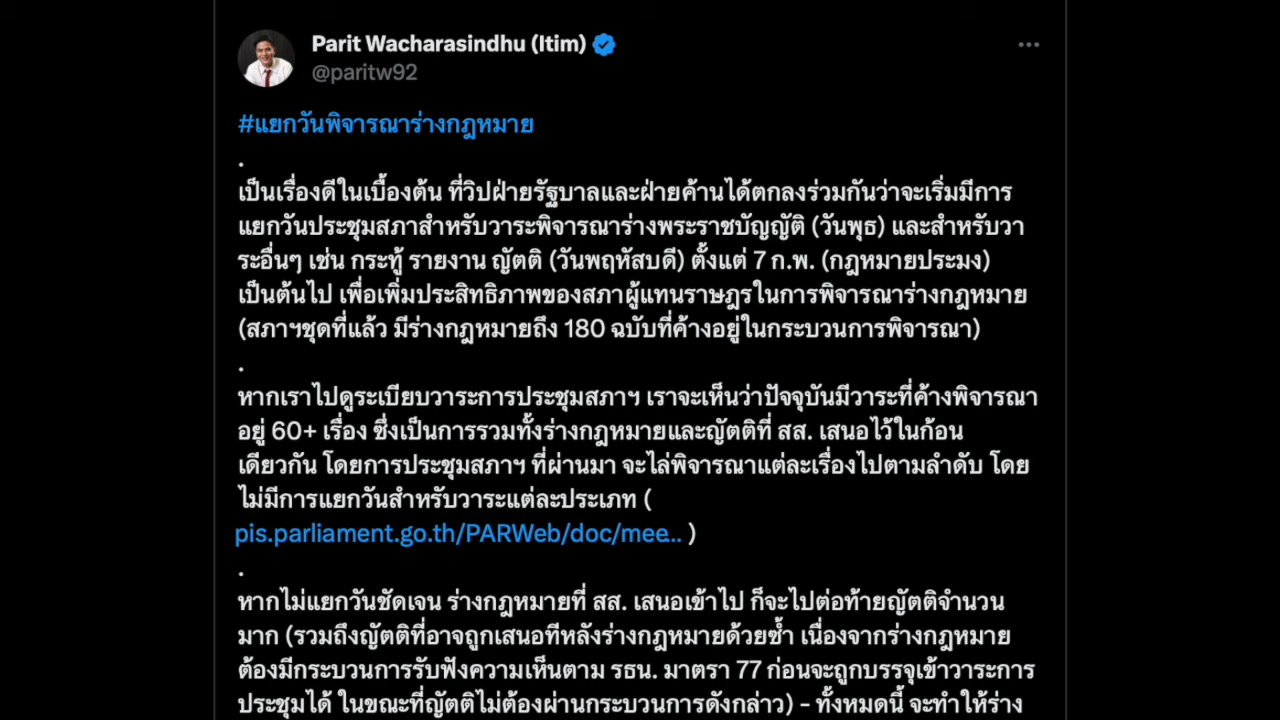 Parit Wacharasindhu (Itim)
@paritw92
#แยกวันพิจารณาร่างกฎหมาย
.
เป็นเรื่องดีในเบื้องต้น ที่วิปฝ่ายรัฐบาลและฝ่ายค้านได้ตกลงร่วมกันว่าจะเริ่มมีการ
แยกวันประชุมสภาสำหรับวาระพิจารณาร่างพระราชบัญญัติ (วันพุธ) และสำหรับวา
ระอื่นๆ เช่น กระทู้ รายงาน ญัตติ (วันพฤหัสบดี) ตั้งแต่ 7 ก.พ. (กฎหมายประมง)
เป็นต้นไป เพื่อเพิ่มประสิทธิภาพของสภาผู้แทนราษฎรในการพิจารณาร่างกฎหมาย
(สภาฯชุดที่แล้ว มีร่างกฎหมายถึง 180 ฉบับที่ค้างอยู่ในกระบวนการพิจารณา)
.
หากเราไปดูระเบียบวาระการประชุมสภาฯ เราจะเห็นว่าปัจจุบันมีวาระที่ค้างพิจารณา
อยู่ 60+ เรื่อง ซึ่งเป็นการรวมทั้งร่างกฎหมายและญัตติที่ สส. เสนอไว้ในก้อน
เดียวกัน โดยการประชุมสภาฯ ที่ผ่านมา จะไล่พิจารณาแต่ละเรื่องไปตามลำดับ โดย
ไม่มีการแยกวันสำหรับวาระแต่ละประเภท (
pis.parliament.go.th/PARWeb/doc/mee... )
.
หากไม่แยกวันชัดเจน ร่างกฎหมายที่ สส. เสนอเข้าไป ก็จะไปต่อท้ายญัตติจำนวน
มาก (รวมถึงญัตติที่อาจถูกเสนอทีหลังร่างกฎหมายด้วยซ้ำ เนื่องจากร่างกฎหมาย
ต้องมีกระบวนการรับฟังความเห็นตาม รธน. มาตรา 77 ก่อนจะถูกบรรจุเข้าวาระการ
ประชุมได้ ในขณะที่ญัตติไม่ต้องผ่านกระบวนการดังกล่าว) - ทั้งหมดนี้ จะทำให้ร่าง